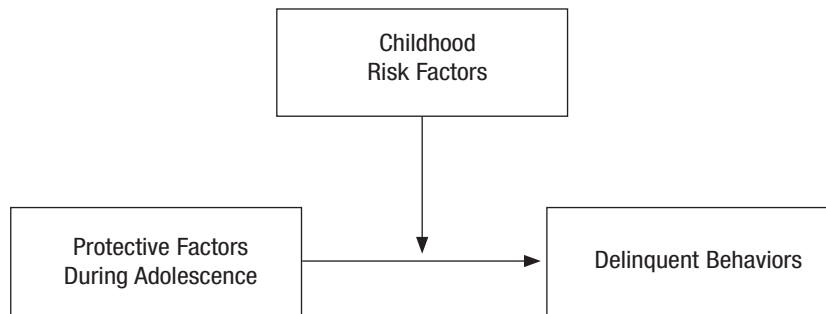 Childhood
Risk Factors
Protective Factors
During Adolescence
Delinquent Behaviors